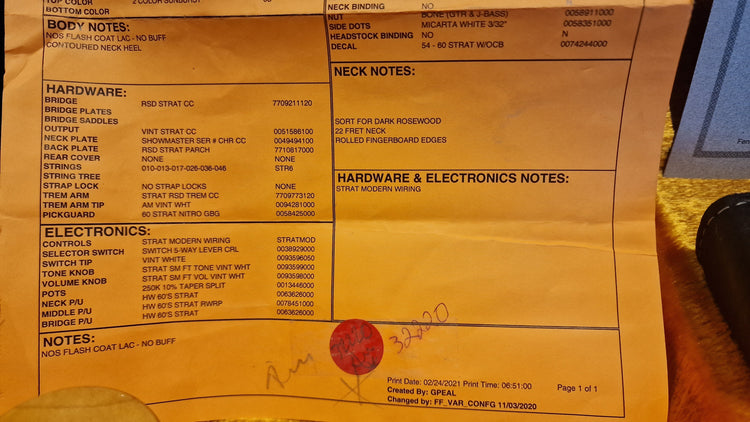 TOP COLOR 2 COLOR SUNBURST
BOTTOM COLOR
BODY NOTES:
NOS FLASH COAT LAC - NO BUFF
CONTOURED NECK HEEL
HARDWARE:
BRIDGE RSD STRAT CC 7709211120
BRIDGE PLATES
BRIDGE SADDLES
OUTPUT VINT STRAT CC 0051586100
NECK PLATE SHOWMASTER SER # CHR CC 0049494100
BACK PLATE RSD STRAT PARCH 7710817000
REAR COVER NONE NONE
STRINGS 010-013-017-026-036-046 STR6
STRING TREE
STRAP LOCK NO STRAP LOCKS NONE
TREM ARM STRAT RSD TREM CC 7709773120
TREM ARM TIP AM VINT WHT 0094281000
PICKGUARD 60 STRAT NITRO GBG 0058425000
ELECTRONICS:
CONTROLS STRAT MODERN WIRING STRATMOD
SELECTOR SWITCH SWITCH 5-WAY LEVER CRL 0038929000
SWITCH TIP VINT WHITE 0093596050
TONE KNOB STRAT SM FT TONE VINT WHT 0093599000
VOLUME KNOB STRAT SM FT VOL VINT WHT 0093598000
POTS 250K 10% TAPER SPLIT 0013446000
NECK P/U HW 60'S STRAT 0063626000
MIDDLE P/U HW 60'S STRAT RWRP 0078451000
BRIDGE P/U HW 60'S STRAT 0063626000
NOTES:
NOS FLASH COAT LAC - NO BUFF
NECK BINDING NO
NUT BONE (GTR & J-BASS) 0058911000
SIDE DOTS MICARTA WHITE 3/32" 0058351000
HEADSTOCK BINDING NO N
DECAL 54 - 60 STRAT W/OCB 0074244000
NECK NOTES:
SORT FOR DARK ROSEWOOD
22 FRET NECK
ROLLED FINGERBOARD EDGES
HARDWARE & ELECTRONICS NOTES:
STRAT MODERN WIRING
32220
Print Date: 02/24/2021 Print Time: 06:51:00 Page 1 of 1
Created By: GPEAL
Changed by: FF_VAR_CONFG 11/03/2020